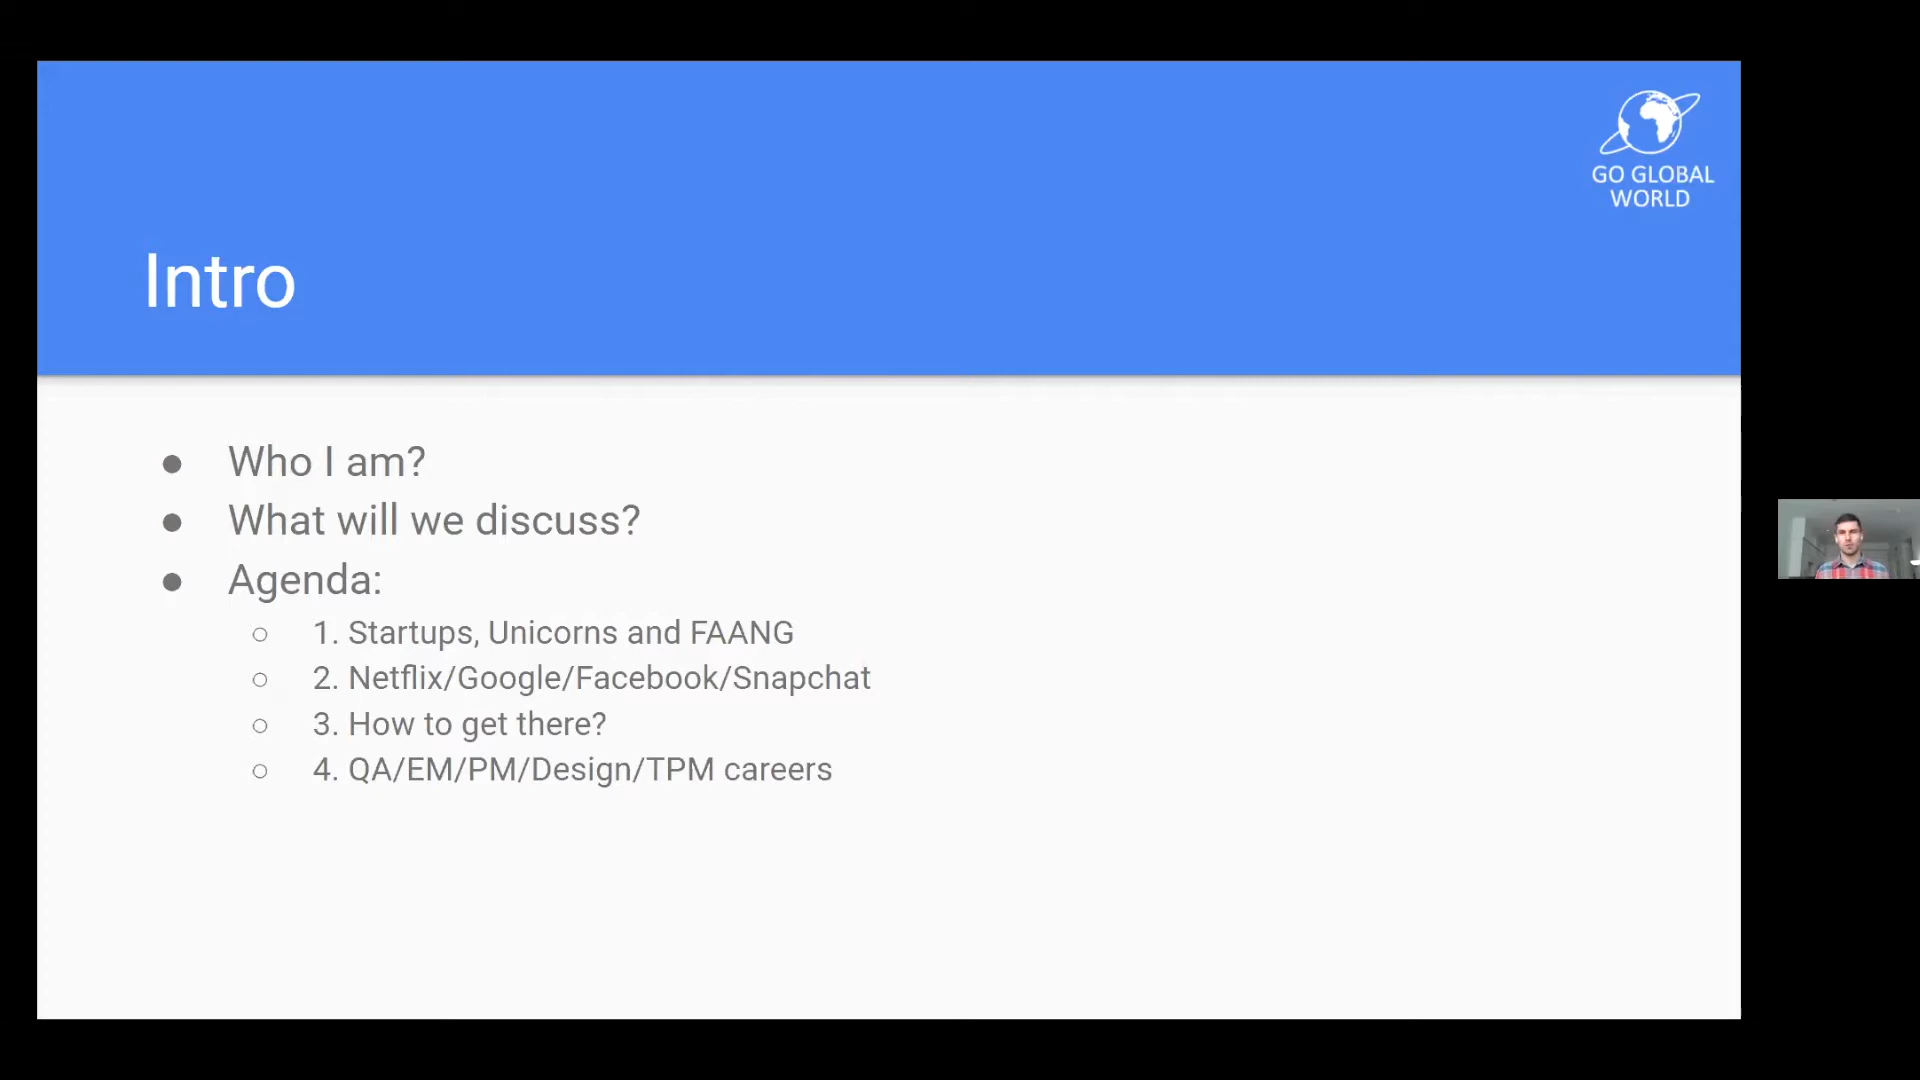 GO GLOBAL
WORLD
Intro
● Who I am?
● What will we discuss?
● Agenda:
○ 1. Startups, Unicorns and FAANG
○ 2. Netflix/Google/Facebook/Snapchat
○ 3. How to get there?
○ 4. QA/EM/PM/Design/TPM careers